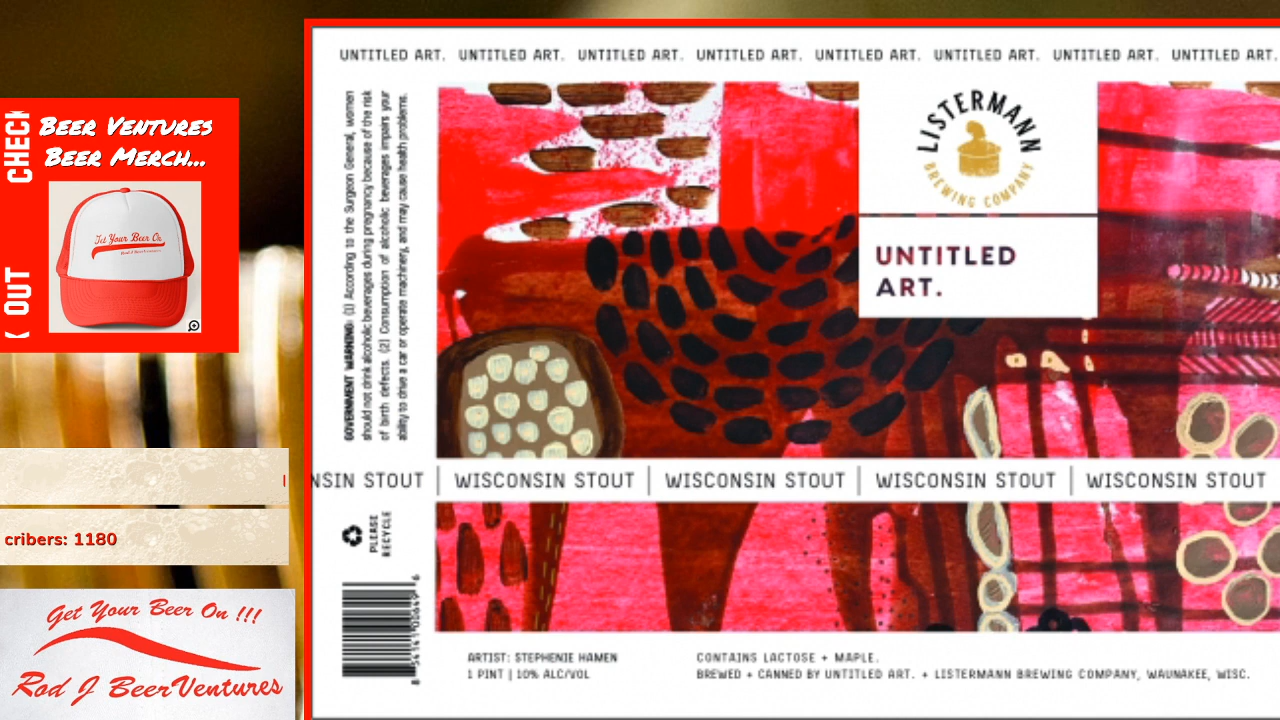 CHECK
OUT
BEER VENTURES
BEER MERCH...
Get Your Beer On
cribers: 1180
Get Your Beer On !!!
Rod J BeerVentures
UNTITLED ART. UNTITLED ART. UNTITLED ART. UNTITLED ART. UNTITLED ART. UNTITLED ART. UNTITLED ART. UNTITLED ART.
GOVERNMENT WARNING: (1) According to the Surgeon General, women
should not drink alcoholic beverages during pregnancy because of the risk
of birth defects. (2) Consumption of alcoholic beverages impairs your
ability to drive a car or operate machinery, and may cause health problems.
LISTERMANN
BREWING COMPANY
UNTITLED
ART.
NSIN STOUT | WISCONSIN STOUT | WISCONSIN STOUT | WISCONSIN STOUT | WISCONSIN STOUT
PLEASE
RECYCLE
ARTIST: STEPHENIE HAMEN
1 PINT | 10% ALC/VOL
CONTAINS LACTOSE + MAPLE.
BREWED + CANNED BY UNTITLED ART. + LISTERMANN BREWING COMPANY, WAUNAKEE, WISC.